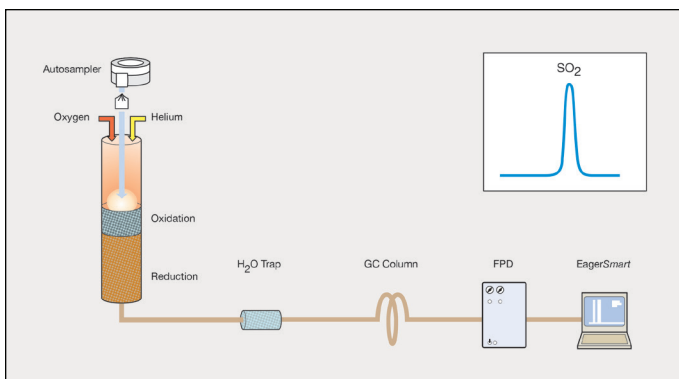 SO2
Autosampler
Oxygen
Helium
Oxidation
Reduction
H2O Trap
GC Column
FPD
EagerSmart